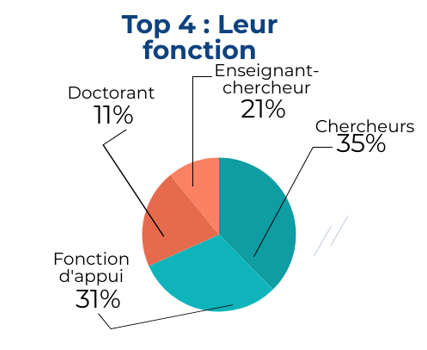 Top 4 : Leur
fonction
Enseignant-
chercheur
21%
Doctorant
11%
Chercheurs
35%
Fonction
d'appui
31%